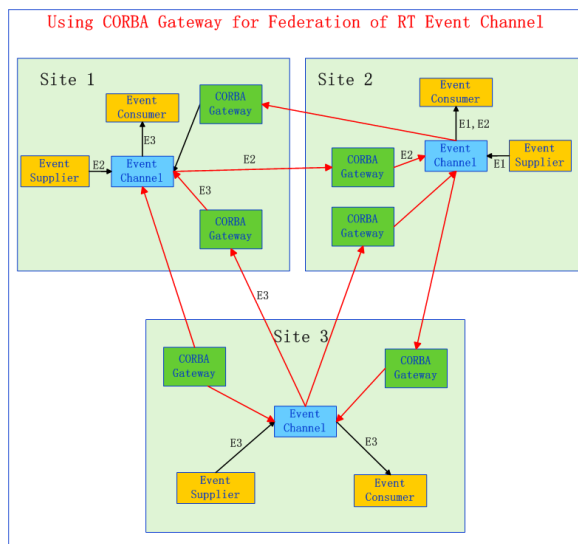 Using CORBA Gateway for Federation of RT Event Channel
Site 1
CORBA
Gateway
Event
Consumer
E3
Event
Supplier
E2
Event
Channel
E2
E3
CORBA
Gateway
Site 2
Event
Consumer
E1,E2
CORBA
Gateway
E2
Event
Channel
E1
Event
Supplier
CORBA
Gateway
E3
Site 3
CORBA
Gateway
CORBA
Gateway
Event
Channel
E3
E3
Event
Supplier
Event
Consumer